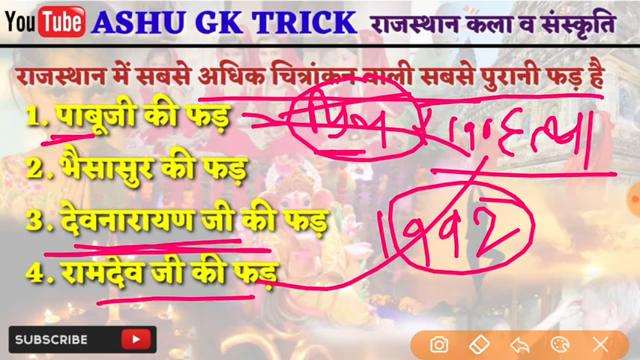 YouTube ASHU GK TRICK राजस्थान कला व संस्कृति
राजस्थान में सबसे अधिक चित्रांकन वाली सबसे पुरानी फड़ है
1. पाबूजी की फड़
2. भैसासुर की फड़
3. देवनारायण जी की फड़
4. रामदेव जी की फड़
1992
SUBSCRIBE